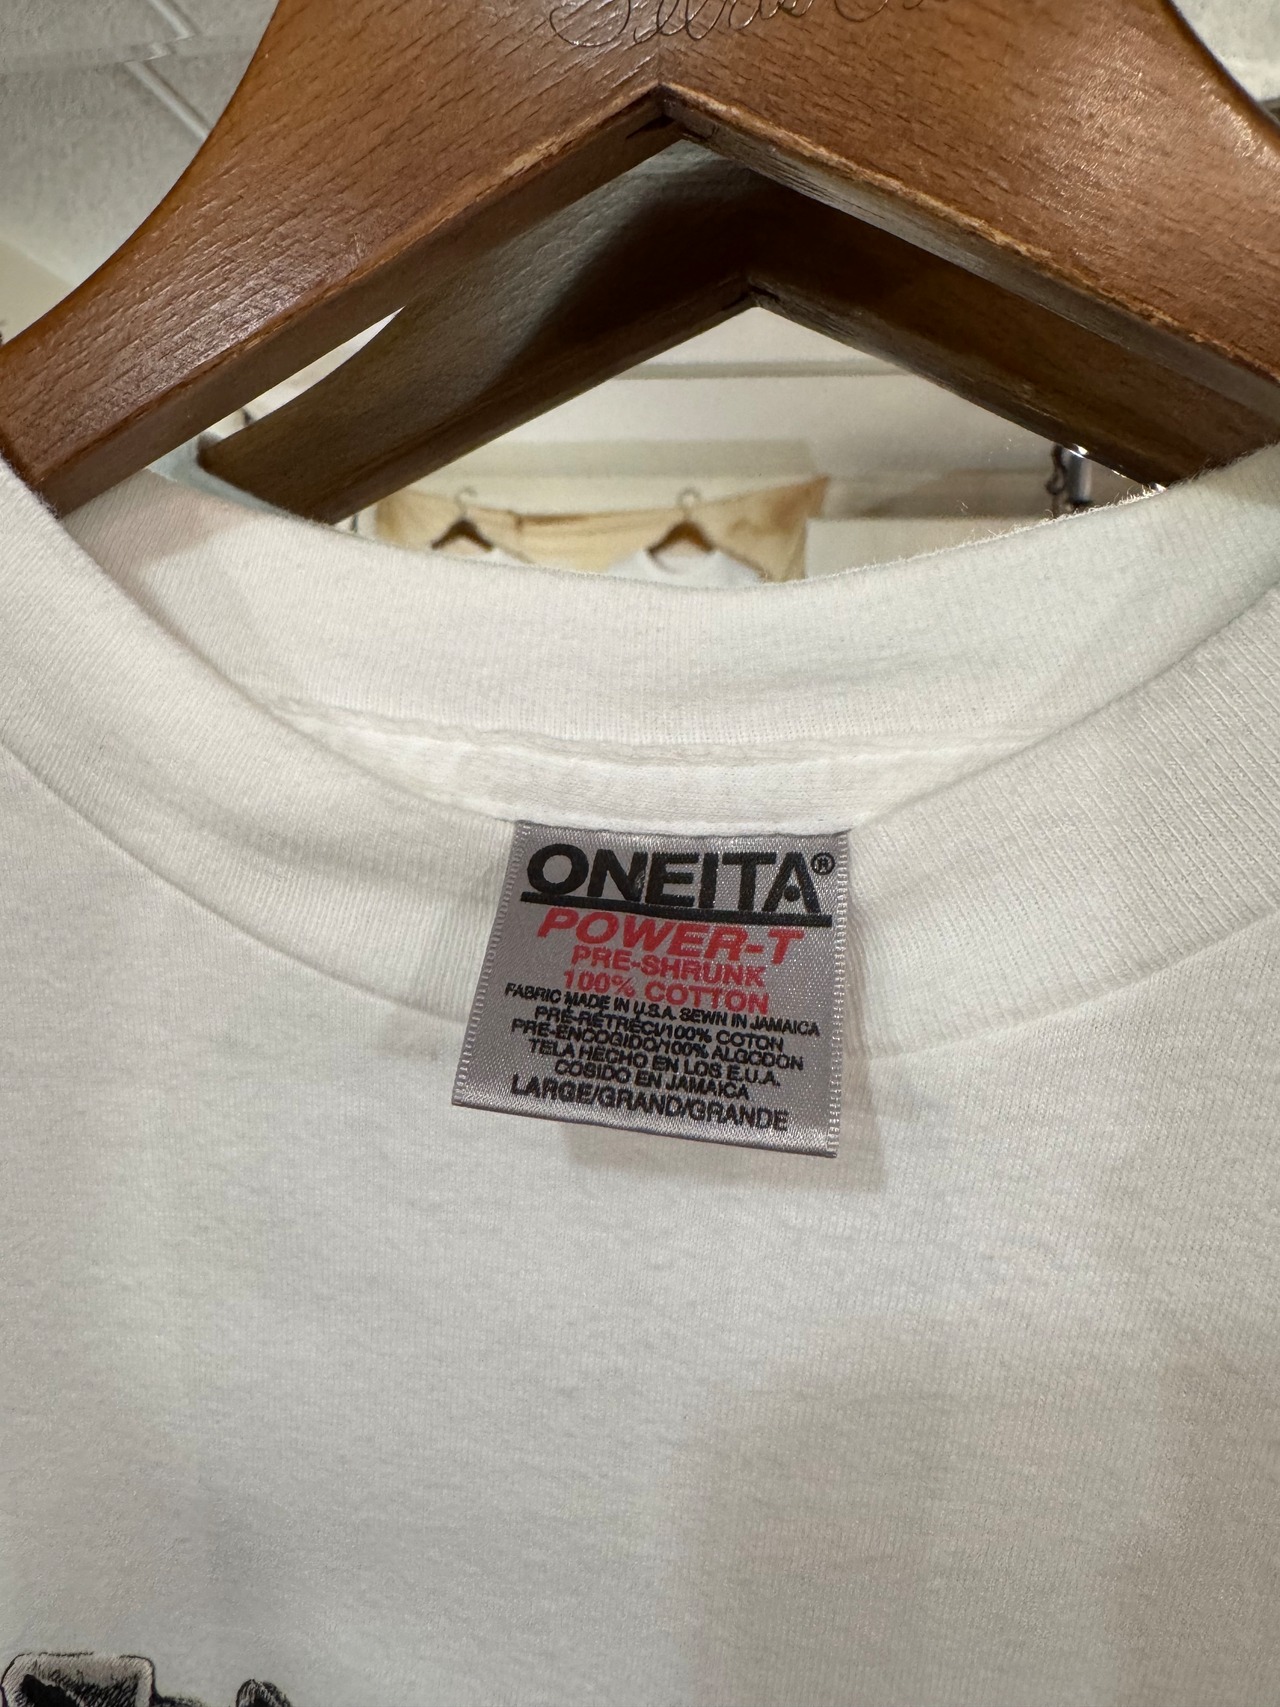 ONEITA®
POWER-T
PRE-SHRUNK
100% COTTON
FABRIC MADE IN U.S.A. SEWN IN JAMAICA
PRÉ-RÉTRÉCI/100% COTON
PRE-ENCOGIDO/100% ALGODON
TELA HECHO EN LOS E.U.A.
COSIDO EN JAMAICA
LARGE/GRAND/GRANDE